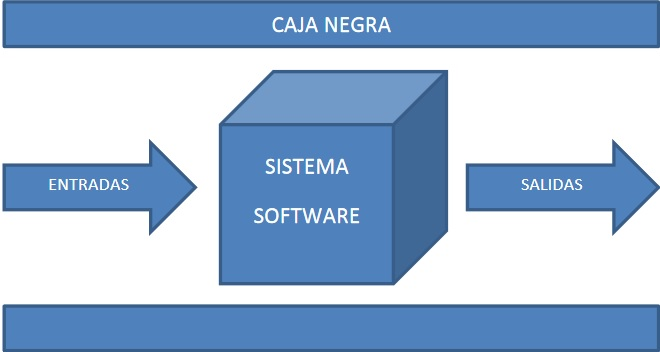 CAJA NEGRA
ENTRADAS
SISTEMA
SOFTWARE
SALIDAS